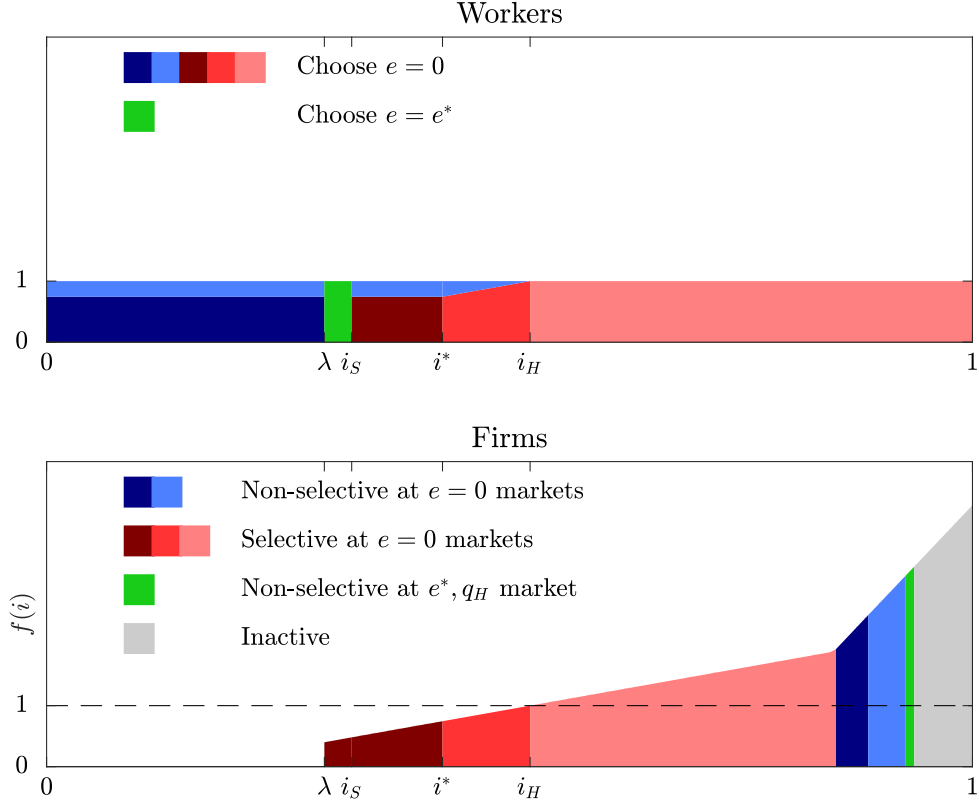 Workers
Choose e = 0
Choose e = e*
1
0
0 λ i_S i* i_H 1
Firms
Non-selective at e = 0 markets
Selective at e = 0 markets
Non-selective at e*, q_H market
Inactive
f(i)
1
0
0 λ i_S i* i_H 1